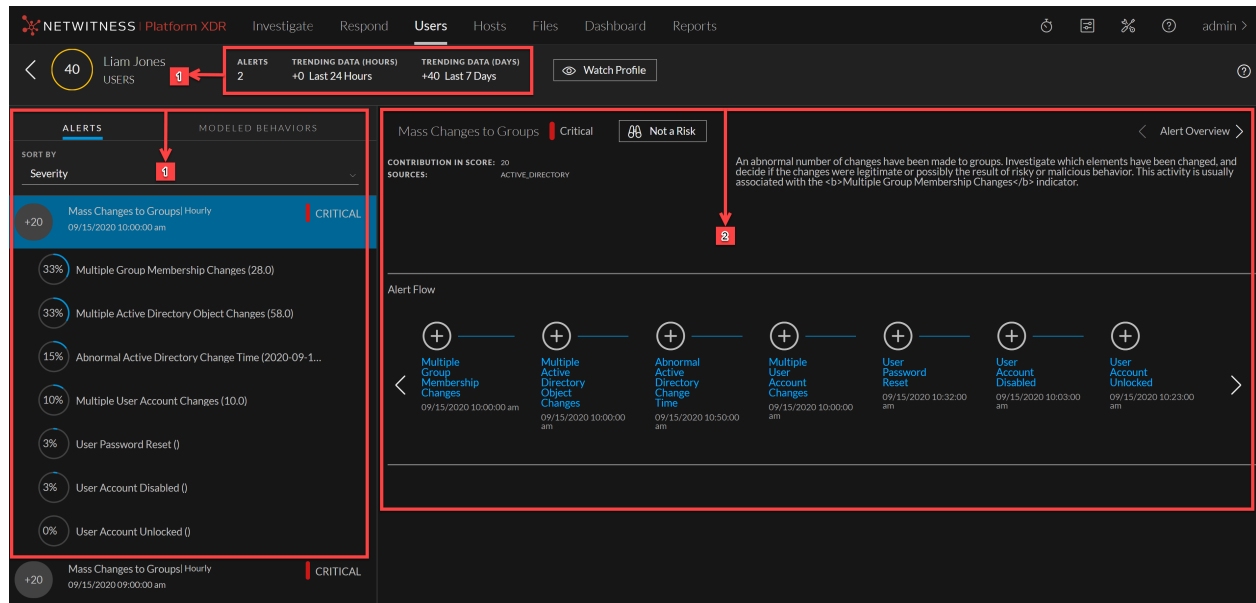 NETWITNESS | Platform XDR Investigate Respond Users Hosts Files Dashboard Reports admin >
40 Liam Jones
USERS
1
ALERTS TRENDING DATA (HOURS) TRENDING DATA (DAYS)
2 +0 Last 24 Hours +40 Last 7 Days
Watch Profile
ALERTS MODELED BEHAVIORS
SORT BY
Severity
1
+20 Mass Changes to Groups| Hourly CRITICAL
09/15/2020 10:00:00 am
33% Multiple Group Membership Changes (28.0)
33% Multiple Active Directory Object Changes (58.0)
15% Abnormal Active Directory Change Time (2020-09-1...
10% Multiple User Account Changes (10.0)
3% User Password Reset ()
3% User Account Disabled ()
0% User Account Unlocked ()
+20 Mass Changes to Groups| Hourly CRITICAL
09/15/2020 09:00:00 am
Mass Changes to Groups Critical Not a Risk < Alert Overview >
CONTRIBUTION IN SCORE: 20
SOURCES: ACTIVE_DIRECTORY
An abnormal number of changes have been made to groups. Investigate which elements have been changed, and
decide if the changes were legitimate or possibly the result of risky or malicious behavior. This activity is usually
associated with the <b>Multiple Group Membership Changes</b> indicator.
2
Alert Flow
Multiple
Group
Membership
Changes
09/15/2020 10:00:00 am
Multiple
Active
Directory
Object
Changes
09/15/2020 10:00:00
am
Abnormal
Active
Directory
Change
Time
09/15/2020 10:50:00
am
Multiple
User
Account
Changes
09/15/2020 10:00:00
am
User
Password
Reset
09/15/2020 10:32:00
am
User
Account
Disabled
09/15/2020 10:03:00
am
User
Account
Unlocked
09/15/2020 10:23:00
am